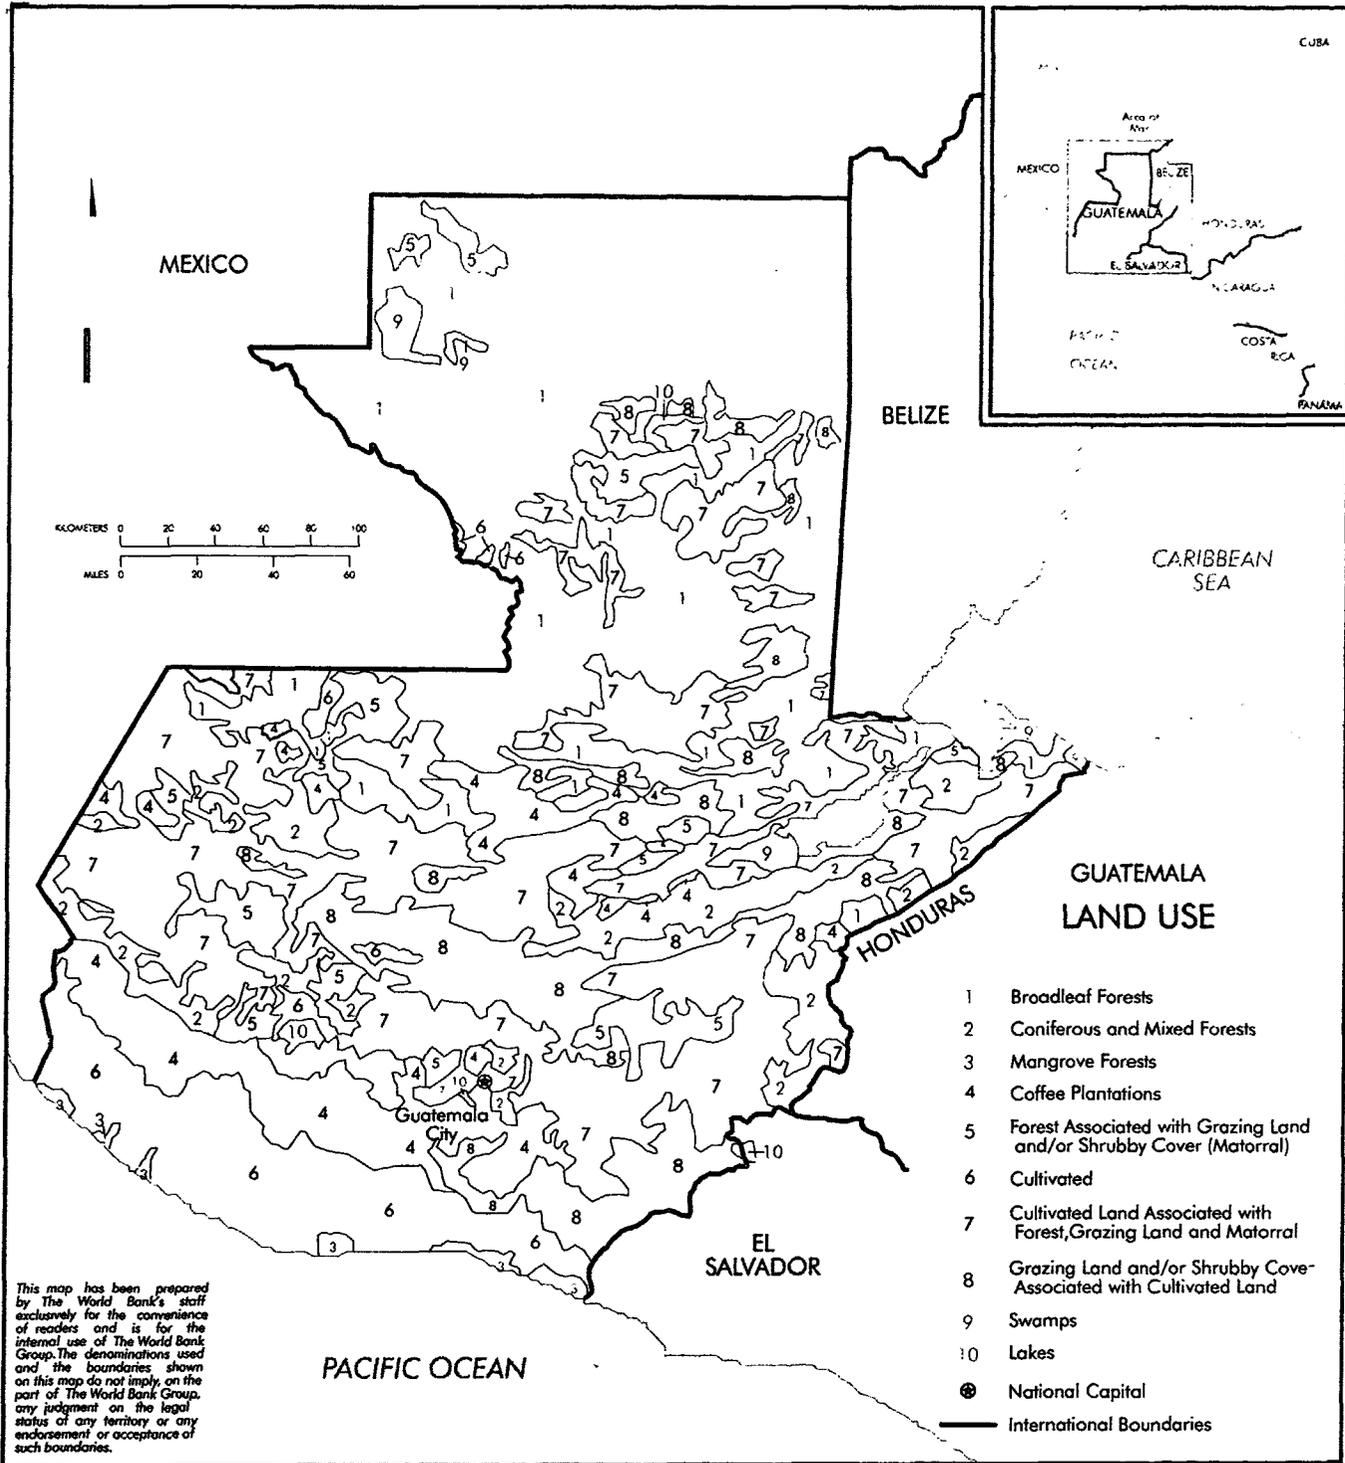 CUBA
Area of
Map
MEXICO
BELIZE
GUATEMALA
HONDURAS
EL SALVADOR
NICARAGUA
PACIFIC
OCEAN
COSTA
RICA
PANAMA
MEXICO
BELIZE
KILOMETERS 0 20 40 60 80 100
MILES 0 20 40 60
CARIBBEAN
SEA
HONDURAS
Guatemala
City
EL
SALVADOR
PACIFIC OCEAN
GUATEMALA
LAND USE
1 Broadleaf Forests
2 Coniferous and Mixed Forests
3 Mangrove Forests
4 Coffee Plantations
5 Forest Associated with Grazing Land
and/or Shrubby Cover (Matorral)
6 Cultivated
7 Cultivated Land Associated with
Forest, Grazing Land and Matorral
8 Grazing Land and/or Shrubby Cove-
Associated with Cultivated Land
9 Swamps
10 Lakes
National Capital
International Boundaries
This map has been prepared
by The World Bank's staff
exclusively for the convenience
of readers and is for the
internal use of The World Bank
Group. The denominations used
and the boundaries shown
on this map do not imply, on the
part of The World Bank Group,
any judgment on the legal
status of any territory or any
endorsement or acceptance of
such boundaries.